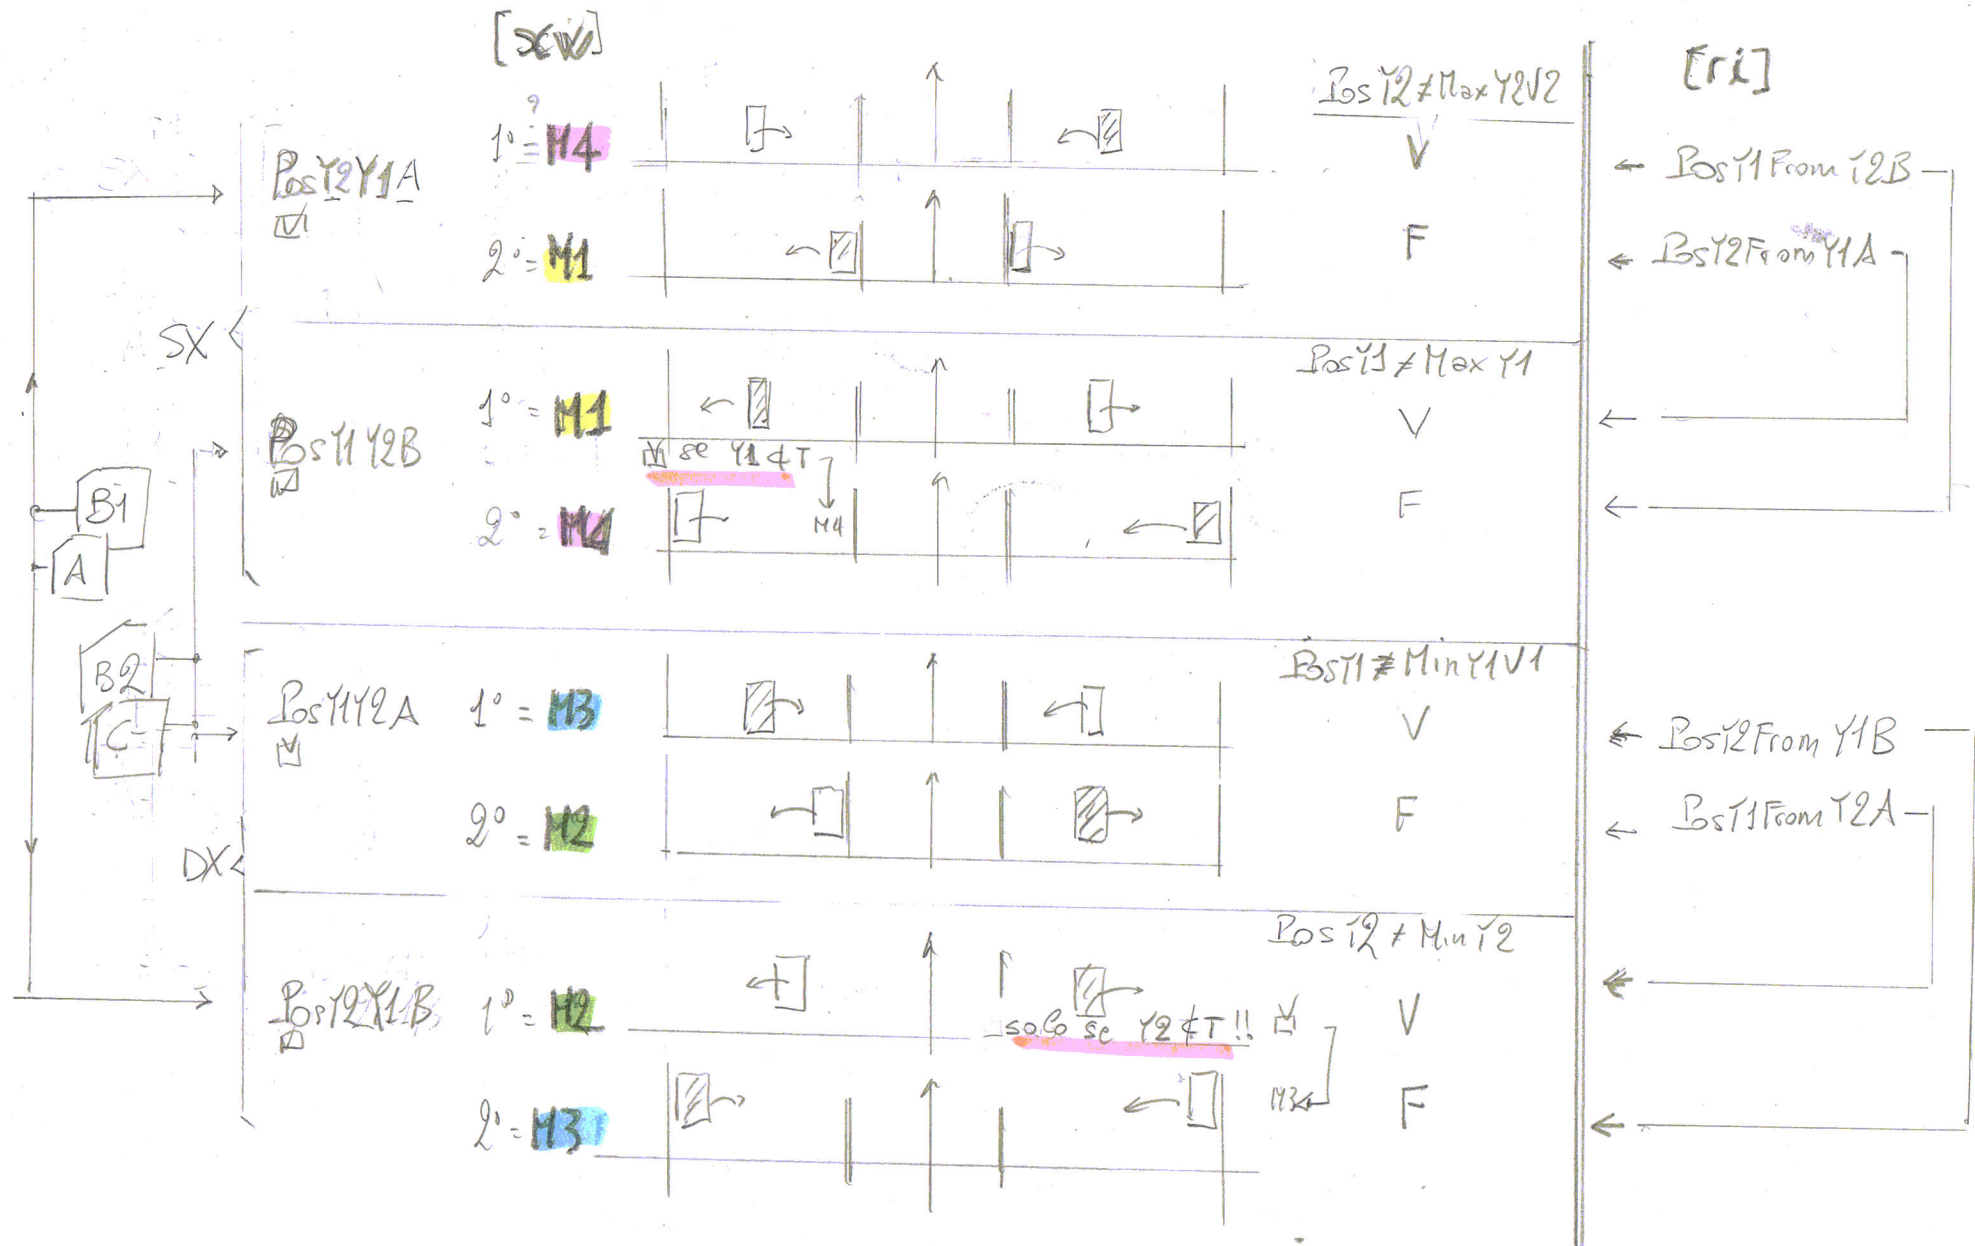 [xw]
[ri]
PosY2≠MaxY2V2
?
1° = M4
V
← PosY1FromY2B
PosY2Y1A
2° = M1
F
← PosY2FromY1A
SX
PosY1≠MaxY1
1° = M1
V
PosY1Y2B
se Y1 ⊄ T
2° = M4
M4
F
B1
A
B2
C
PosY1≠MinY1V1
PosY1Y2A
1° = M3
V
← PosY2FromY1B
2° = M2
F
← PosY1FromY2A
DX
PosY2≠MinY2
PosY2Y1B
1° = M2
solo se Y2 ⊄ T !!
V
2° = M3
M3
F